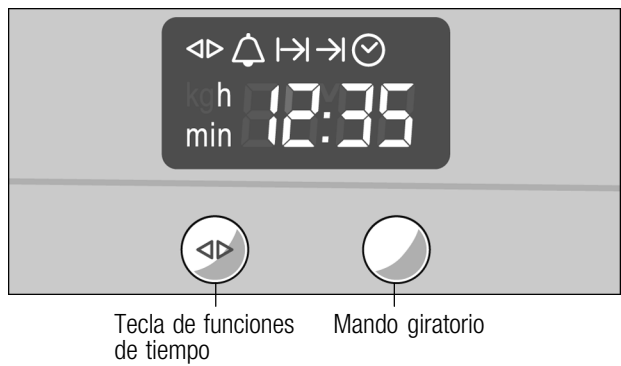 kg h
min 12:35
Tecla de funciones
de tiempo
Mando giratorio